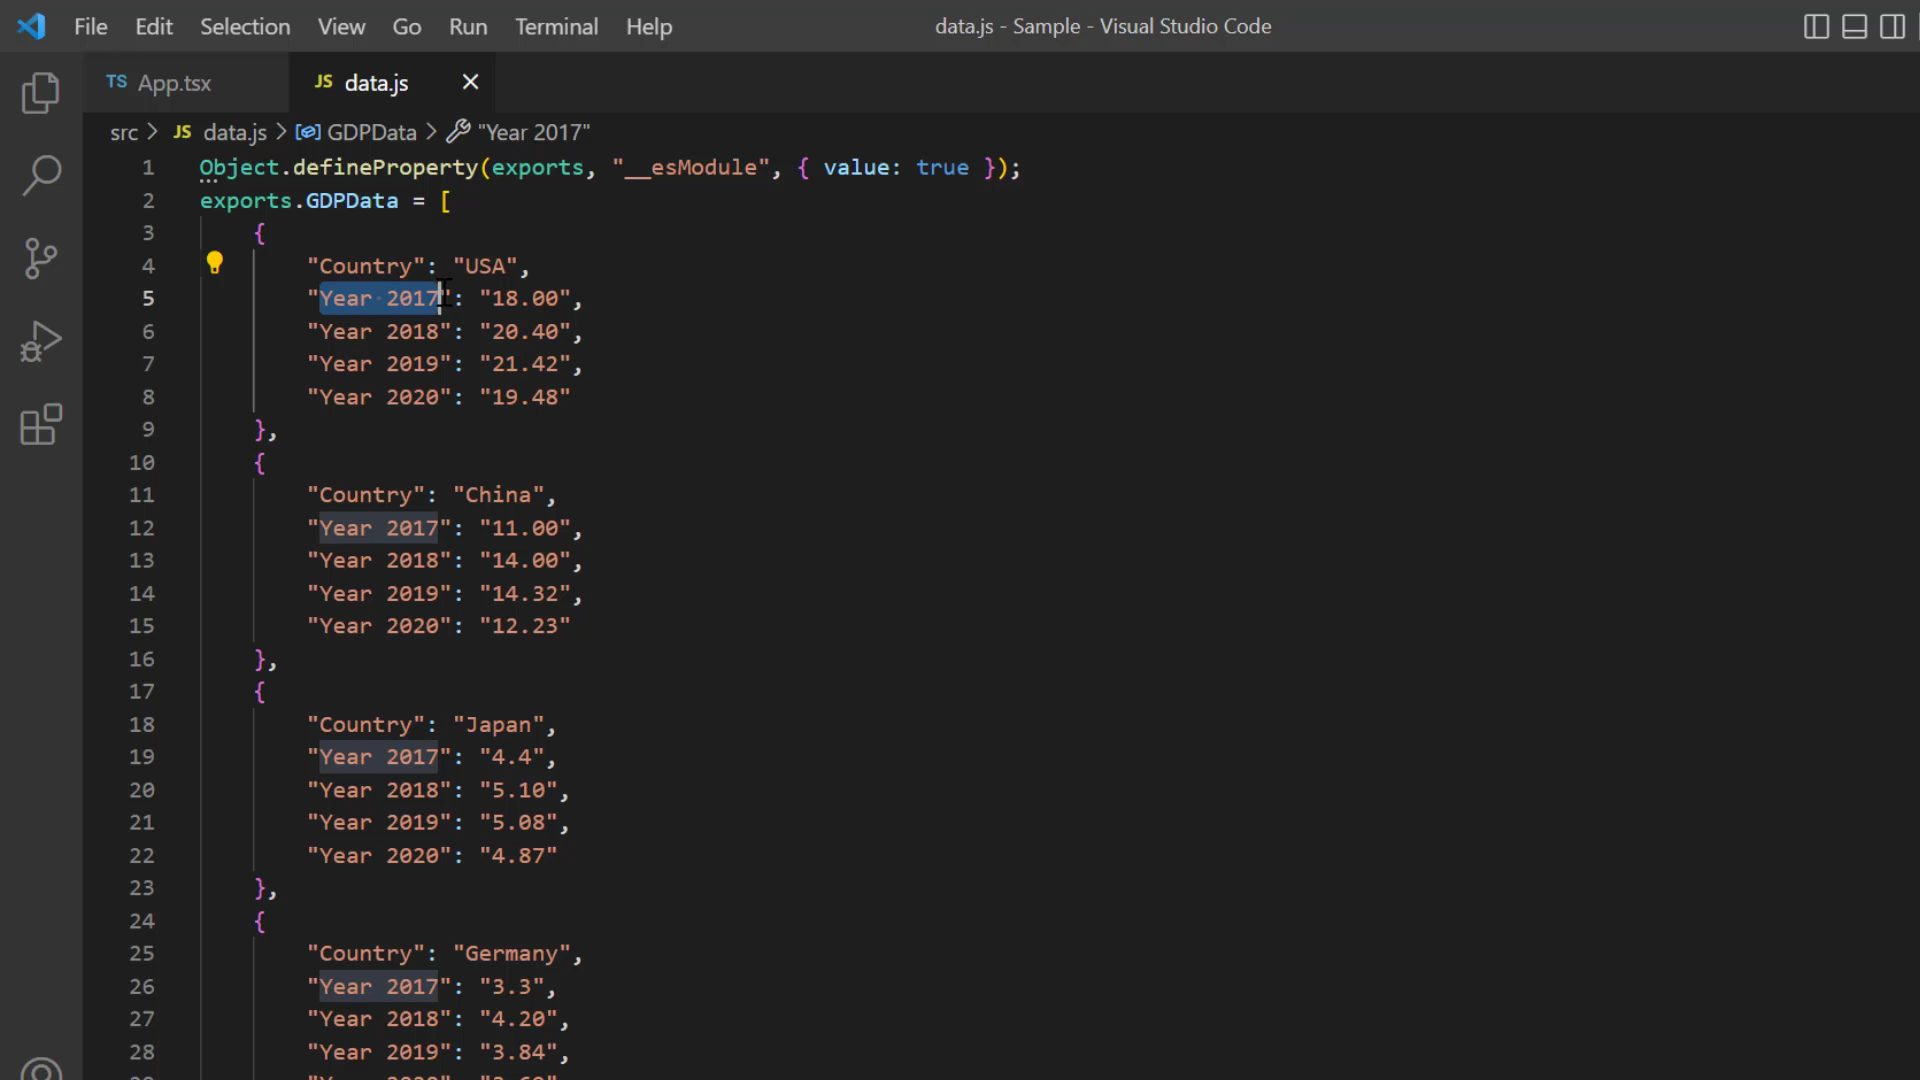 File Edit Selection View Go Run Terminal Help data.js - Sample - Visual Studio Code
TS App.tsx JS data.js
src > JS data.js > GDPData > "Year 2017"
1 Object.defineProperty(exports, "__esModule", { value: true });
2 exports.GDPData = [
3 {
4 "Country": "USA",
5 "Year 2017": "18.00",
6 "Year 2018": "20.40",
7 "Year 2019": "21.42",
8 "Year 2020": "19.48"
9 },
10 {
11 "Country": "China",
12 "Year 2017": "11.00",
13 "Year 2018": "14.00",
14 "Year 2019": "14.32",
15 "Year 2020": "12.23"
16 },
17 {
18 "Country": "Japan",
19 "Year 2017": "4.4",
20 "Year 2018": "5.10",
21 "Year 2019": "5.08",
22 "Year 2020": "4.87"
23 },
24 {
25 "Country": "Germany",
26 "Year 2017": "3.3",
27 "Year 2018": "4.20",
28 "Year 2019": "3.84",